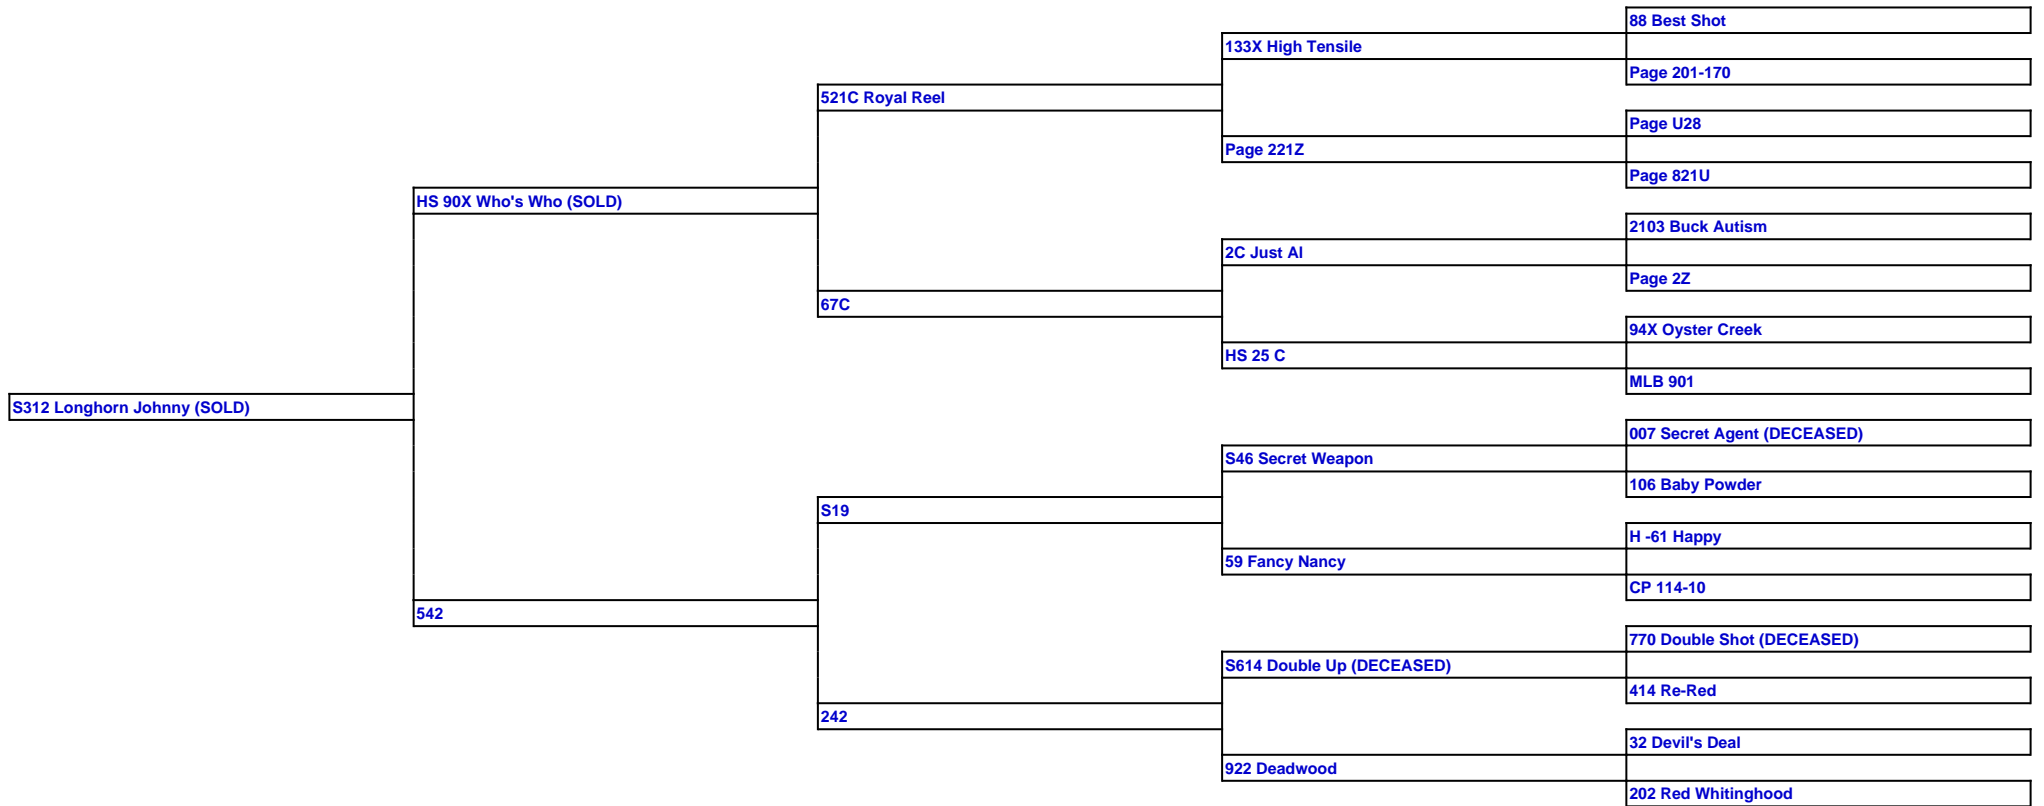 88 Best Shot
133X High Tensile
Page 201-170
521C Royal Reel
Page U28
Page 221Z
Page 821U
HS 90X Who's Who (SOLD)
2103 Buck Autism
2C Just AI
Page 2Z
67C
94X Oyster Creek
HS 25 C
MLB 901
S312 Longhorn Johnny (SOLD)
007 Secret Agent (DECEASED)
S46 Secret Weapon
106 Baby Powder
S19
H -61 Happy
59 Fancy Nancy
CP 114-10
542
770 Double Shot (DECEASED)
S614 Double Up (DECEASED)
414 Re-Red
242
32 Devil's Deal
922 Deadwood
202 Red Whitinghood